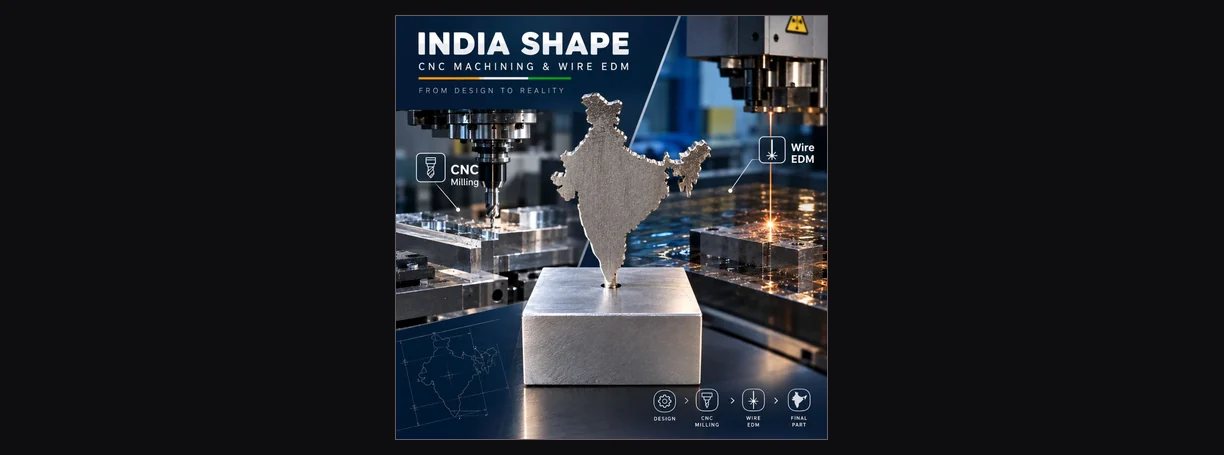 INDIA SHAPE
CNC MACHINING & WIRE EDM
FROM DESIGN TO REALITY
CNC
Milling
Wire
EDM
DESIGN
CNC
MILLING
WIRE
EDM
FINAL
PART